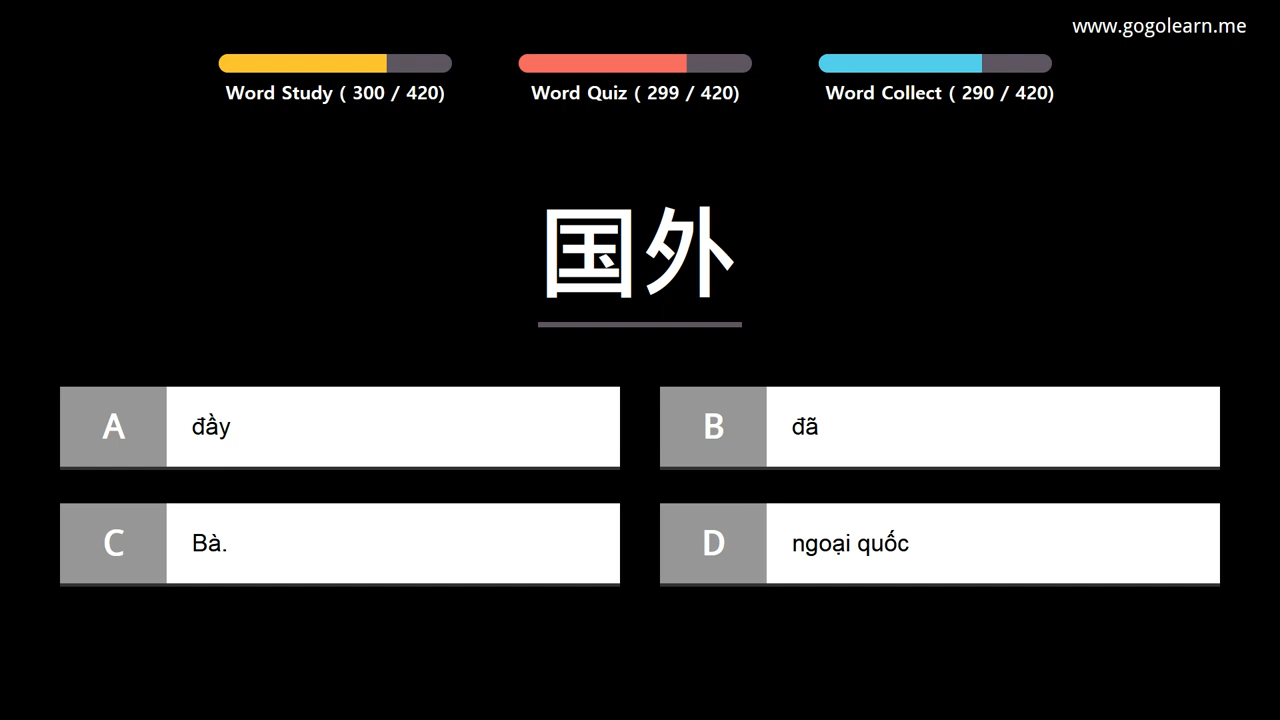 www.gogolearn.me
Word Study ( 300 / 420)
Word Quiz ( 299 / 420)
Word Collect ( 290 / 420)
国外
A đầy
B đã
C Bà.
D ngoại quốc